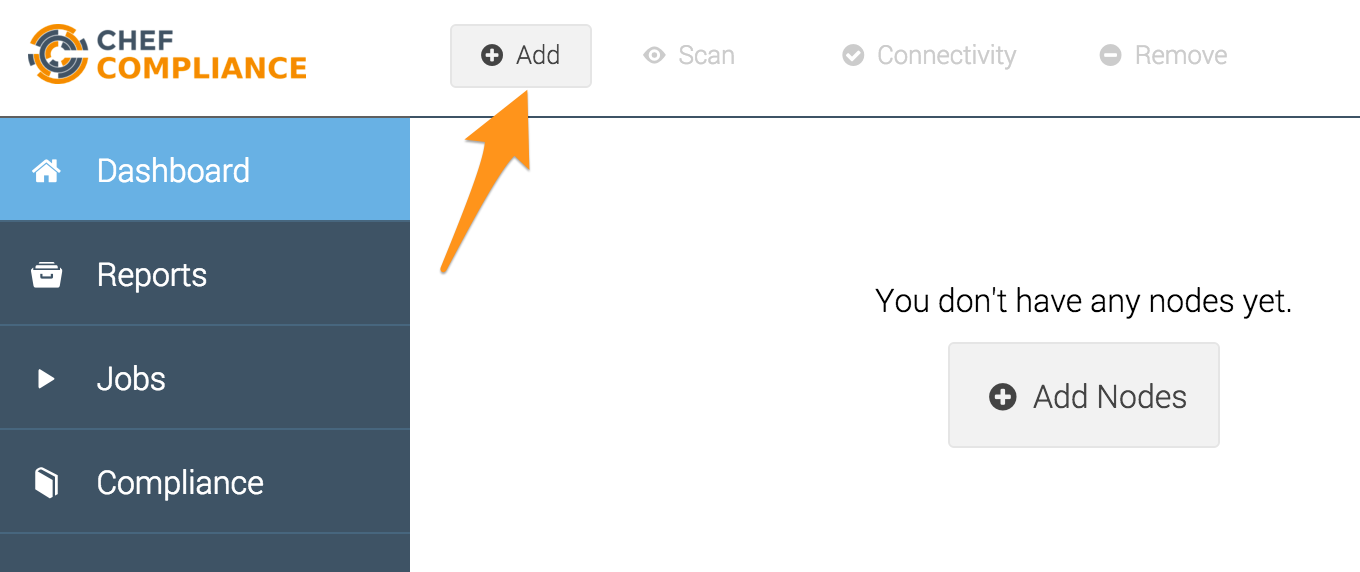 CHEF
COMPLIANCE
Add
Scan
Connectivity
Remove
Dashboard
Reports
Jobs
Compliance
You don't have any nodes yet.
Add Nodes